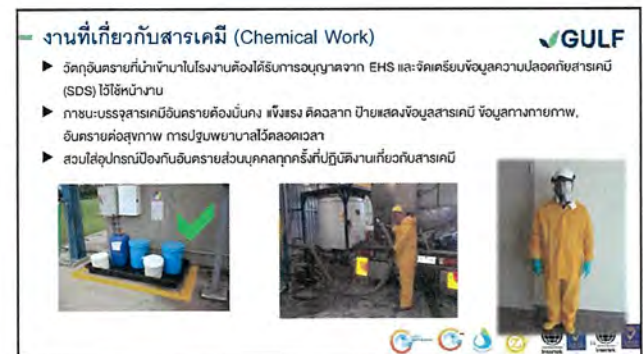 งานที่เกี่ยวกับสารเคมี (Chemical Work)
GULF
วัตถุอันตรายที่นำเข้ามาในโรงงานต้องได้รับการอนุญาตจาก EHS และจัดเตรียมข้อมูลความปลอดภัยสารเคมี
(SDS) ไว้ใช้หน้างาน
ภาชนะบรรจุสารเคมีอันตรายต้องมั่นคง แข็งแรง ติดฉลาก ป้ายแสดงข้อมูลสารเคมี ข้อมูลทางกายภาพ,
อันตรายต่อสุขภาพ การปฐมพยาบาลไว้ตลอดเวลา
สวมใส่อุปกรณ์ป้องกันอันตรายส่วนบุคคลทุกครั้งที่ปฏิบัติงานเกี่ยวกับสารเคมี